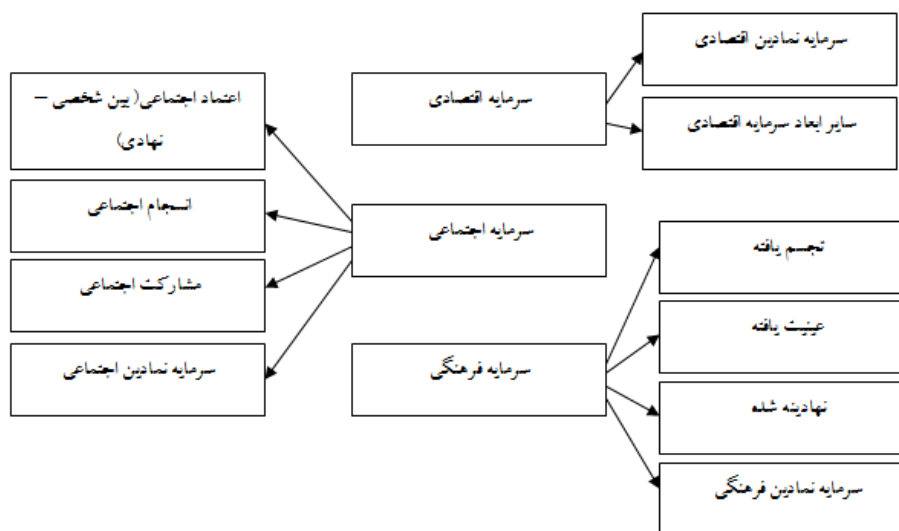 سرمایه نمادین اقتصادی
سرمایه اقتصادی
سایر ابعاد سرمایه اقتصادی
اعتماد اجتماعی( بین شخصی –
نهادی)
انسجام اجتماعی
سرمایه اجتماعی
مشارکت اجتماعی
سرمایه نمادین اجتماعی
تجسم یافته
عینیت یافته
سرمایه فرهنگی
نهادینه شده
سرمایه نمادین فرهنگی